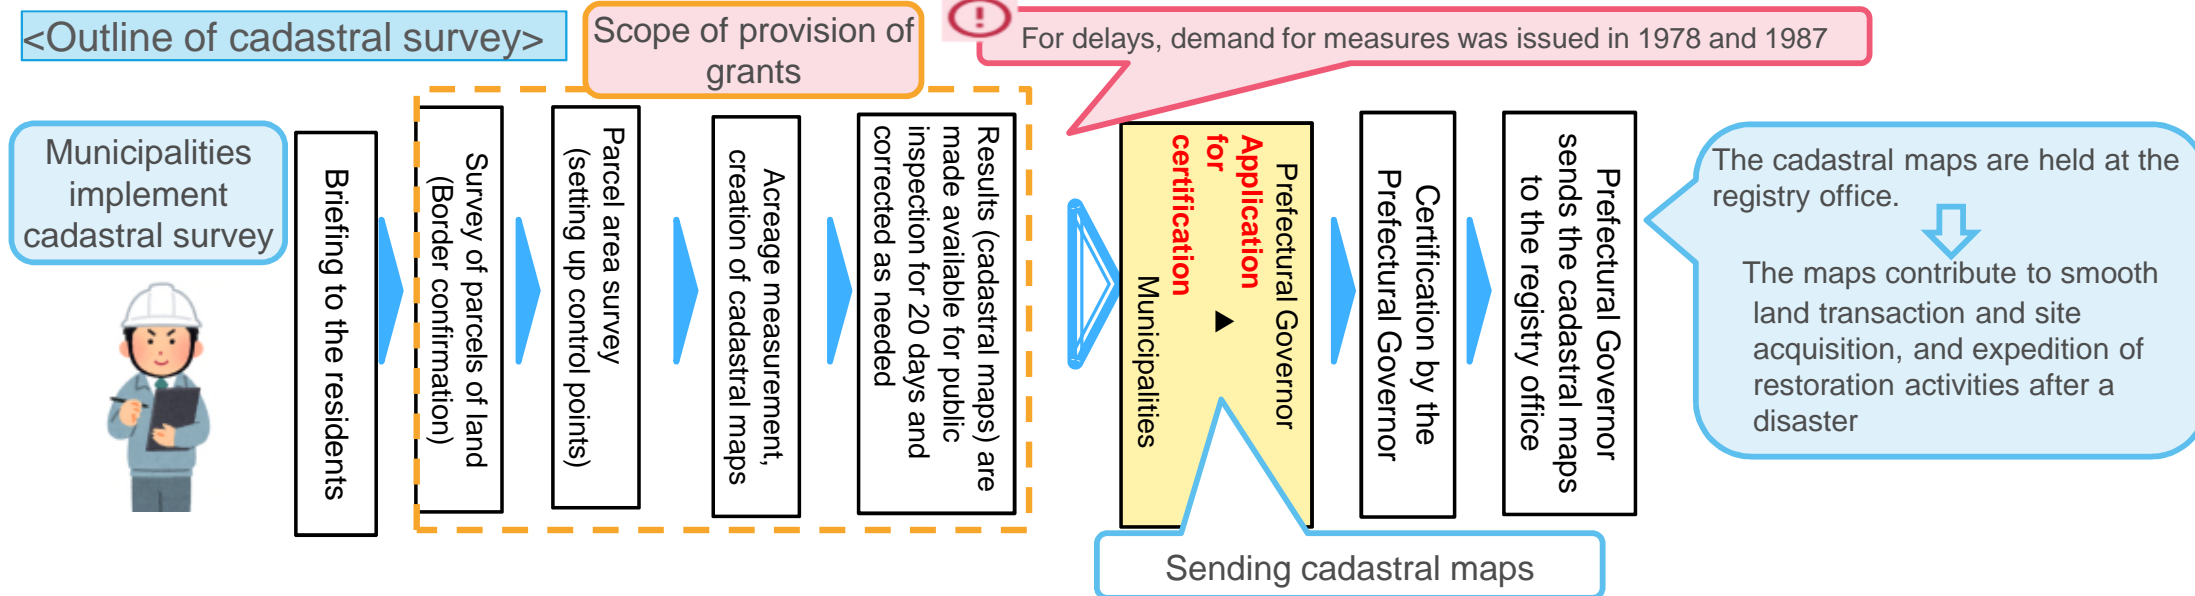 <Outline of cadastral survey>
Scope of provision of
grants
For delays, demand for measures was issued in 1978 and 1987
Municipalities
implement
cadastral survey
Briefing to the residents
Survey of parcels of land
(Border confirmation)
Parcel area survey
(setting up control points)
Acreage measurement,
creation of cadastral maps
Results (cadastral maps) are
made available for public
inspection for 20 days and
corrected as needed
Prefectural Governor
Application
for
certification
▲
Municipalities
Certification by the
Prefectural Governor
Prefectural Governor
sends the cadastral maps
to the registry office
The cadastral maps are held at the
registry office.
The maps contribute to smooth
land transaction and site
acquisition, and expedition of
restoration activities after a
disaster
Sending cadastral maps